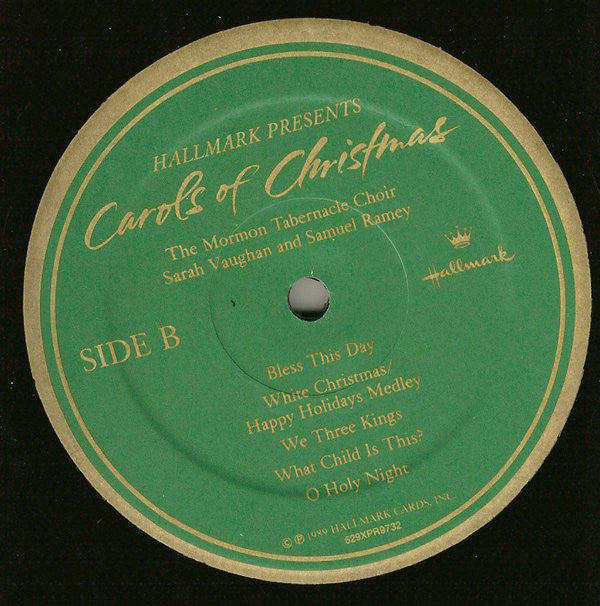 HALLMARK PRESENTS
Carols of Christmas
The Mormon Tabernacle Choir
Sarah Vaughan and Samuel Ramey
Hallmark
SIDE B
Bless This Day
White Christmas/
Happy Holidays Medley
We Three Kings
What Child Is This?
O Holy Night
© ℗ 1989 HALLMARK CARDS, INC.
629XPR9732